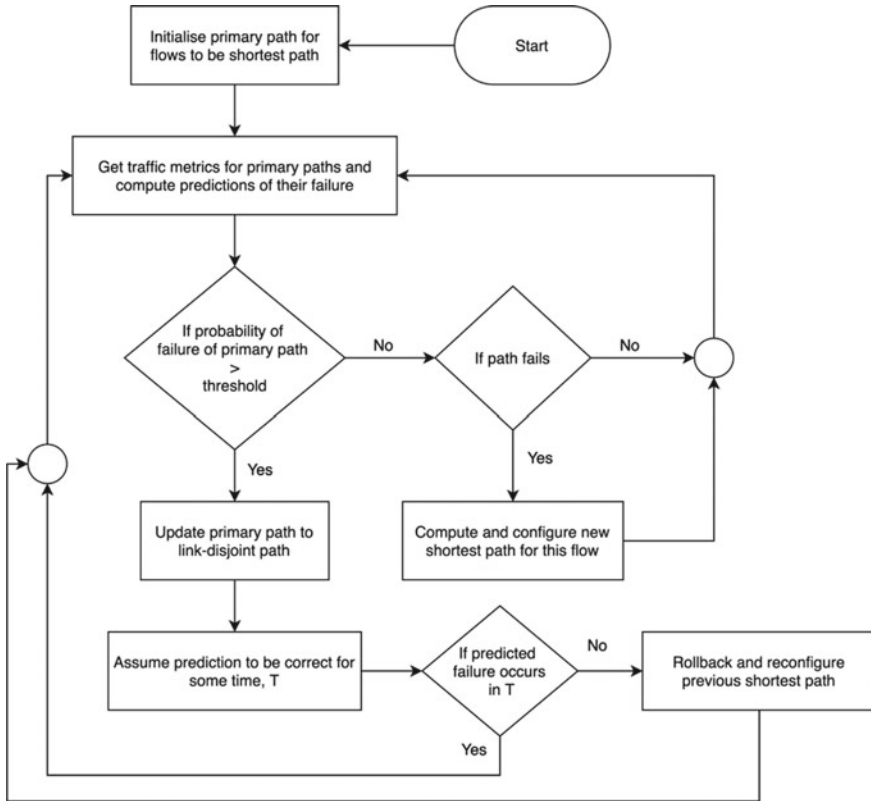 Initialise primary path for
flows to be shortest path
Start
Get traffic metrics for primary paths and
compute predictions of their failure
If probability of
failure of primary path
>
threshold
No
If path fails
No
Yes
Yes
Update primary path to
link-disjoint path
Compute and configure new
shortest path for this flow
Assume prediction to be correct for
some time, T
If predicted
failure occurs
in T
No
Rollback and reconfigure
previous shortest path
Yes